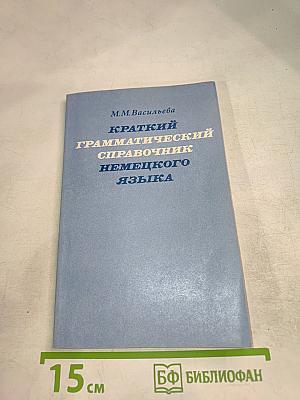 М.М.Васильева
КРАТКИЙ
ГРАММАТИЧЕСКИЙ
СПРАВОЧНИК
НЕМЕЦКОГО
ЯЗЫКА
15 см
БФ БИБЛИОФАН